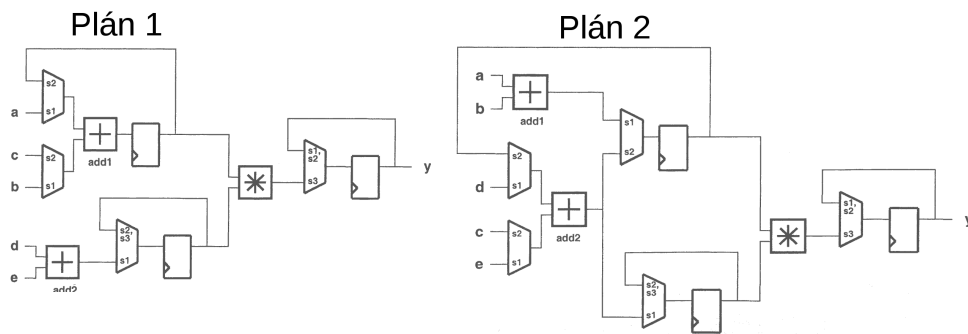 Plán 1
s2
s1
a
c
b
s2
s1
+
add1
d
e
+
add2
s2,
s3
s1
*
s1,
s2
s3
y
Plán 2
a
b
+
add1
s1
s2
s2
s1
d
c
e
s2
s1
+
add2
s2,
s3
s1
*
s1,
s2
s3
y